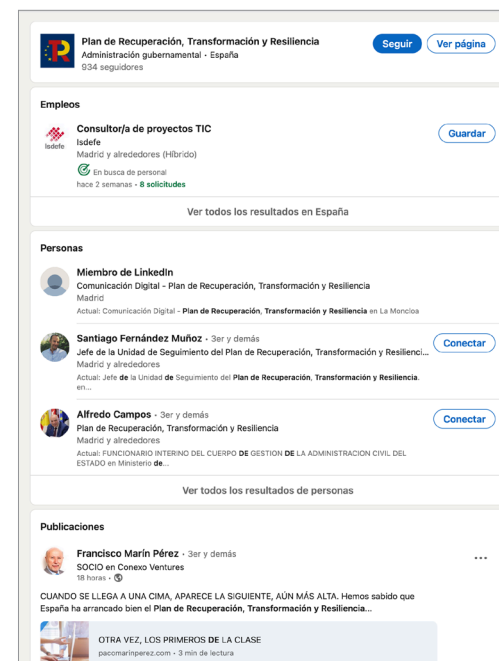 Plan de Recuperación, Transformación y Resiliencia
Seguir
Ver página
Administración gubernamental • España
934 seguidores
Empleos
Isdefe
Consultor/a de proyectos TIC
Isdefe
Guardar
Madrid y alrededores (Híbrido)
En busca de personal
hace 2 semanas • 8 solicitudes
Ver todos los resultados en España
Personas
Miembro de LinkedIn
Comunicación Digital - Plan de Recuperación, Transformación y Resiliencia
Madrid
Actual: Comunicación Digital - Plan de Recuperación, Transformación y Resiliencia en La Moncloa
Santiago Fernández Muñoz • 3er y demás
Conectar
Jefe de la Unidad de Seguimiento del Plan de Recuperación, Transformación y Resilienci...
Madrid y alrededores
Actual: Jefe de la Unidad de Seguimiento del Plan de Recuperación, Transformación y Resiliencia.
en...
Alfredo Campos • 3er y demás
Conectar
Plan de Recuperación, Transformación y Resiliencia
Madrid y alrededores
Actual: FUNCIONARIO INTERINO DEL CUERPO DE GESTION DE LA ADMINISTRACION CIVIL DEL
ESTADO en Ministerio de...
Ver todos los resultados de personas
Publicaciones
Francisco Marín Pérez • 3er y demás
SOCIO en Conexo Ventures
18 horas •
CUANDO SE LLEGA A UNA CIMA, APARECE LA SIGUIENTE, AÚN MÁS ALTA. Hemos sabido que
España ha arrancado bien el Plan de Recuperación, Transformación y Resiliencia...
OTRA VEZ, LOS PRIMEROS DE LA CLASE
pacomarinperez.com • 3 min de lectura